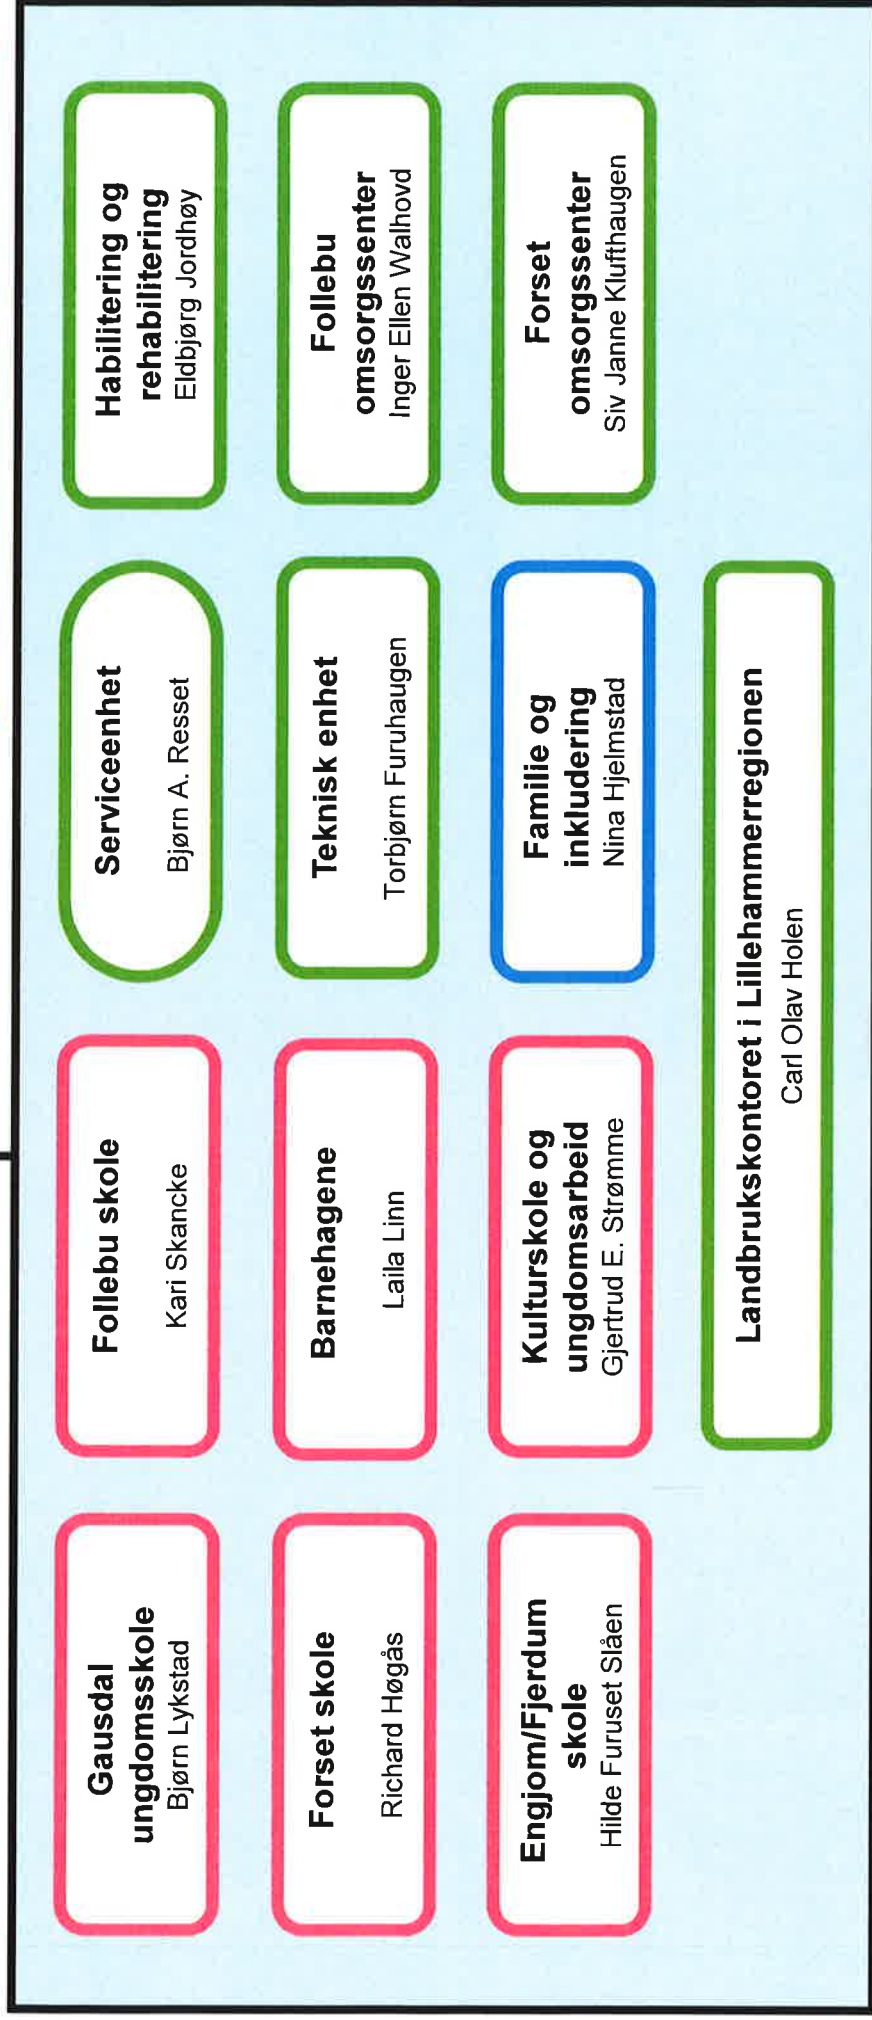 Gausdal
ungdomsskole
Bjørn Lykstad
Follebu skole
Kari Skancke
Serviceenhet
Bjørn A. Resset
Habilitering og
rehabilitering
Eldbjørg Jordhøy
Forset skole
Richard Høgås
Barnehagene
Laila Linn
Teknisk enhet
Torbjørn Furuhaugen
Follebu
omsorgssenter
Inger Ellen Walhovd
Engjom/Fjerdum
skole
Hilde Furuset Slåen
Kulturskole og
ungdomsarbeid
Gjertrud E. Strømme
Familie og
inkludering
Nina Hjelmstad
Forset
omsorgssenter
Siv Janne Klufthaugen
Landbrukskontoret i Lillehammerregionen
Carl Olav Holen